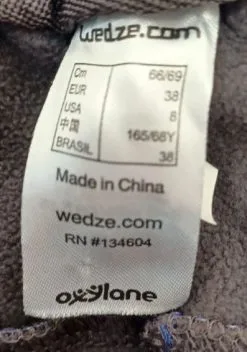 wedze.com
Cm 66/69
EUR 38
USA 8
中国 165/68Y
BRASIL 38
Made in China
wedze.com
RN #134604
oxylane